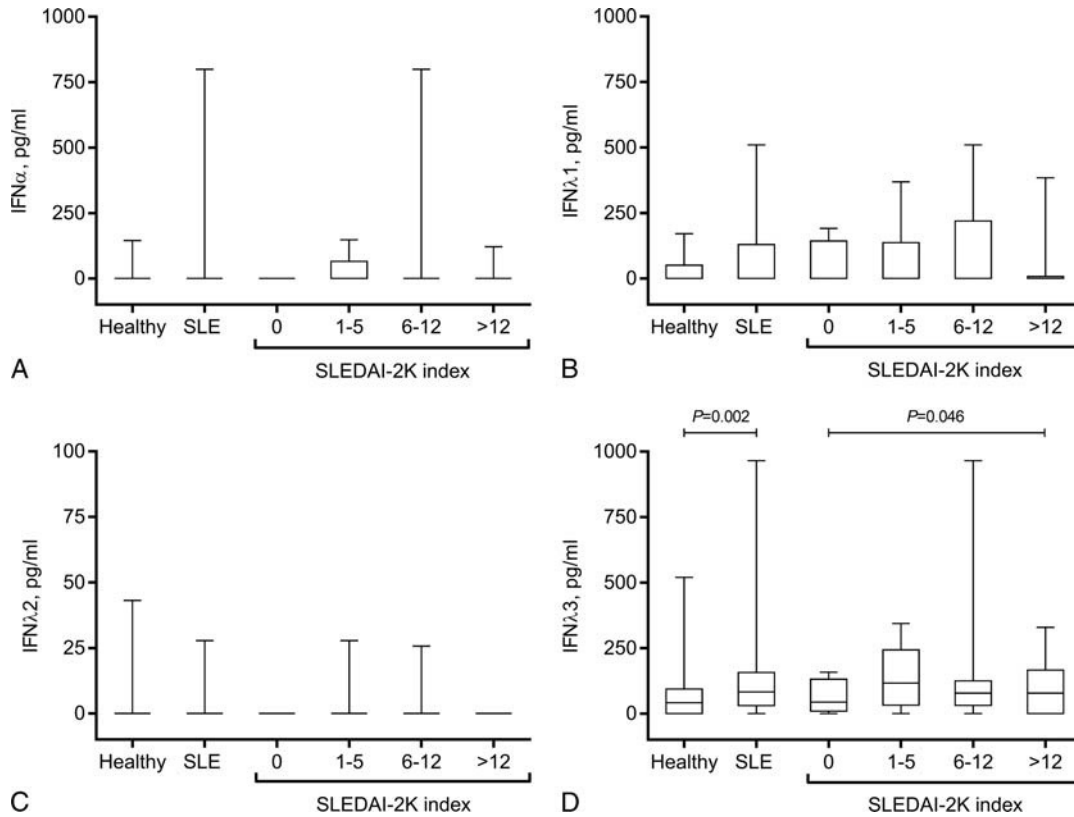 1000
750
500
250
0
IFNα, pg/ml
Healthy SLE 0 1-5 6-12 >12
SLEDAI-2K index
A
1000
750
500
250
0
IFNλ1, pg/ml
Healthy SLE 0 1-5 6-12 >12
SLEDAI-2K index
B
100
75
50
25
0
IFNλ2, pg/ml
Healthy SLE 0 1-5 6-12 >12
SLEDAI-2K index
C
P=0.002
P=0.046
1000
750
500
250
0
IFNλ3, pg/ml
Healthy SLE 0 1-5 6-12 >12
SLEDAI-2K index
D